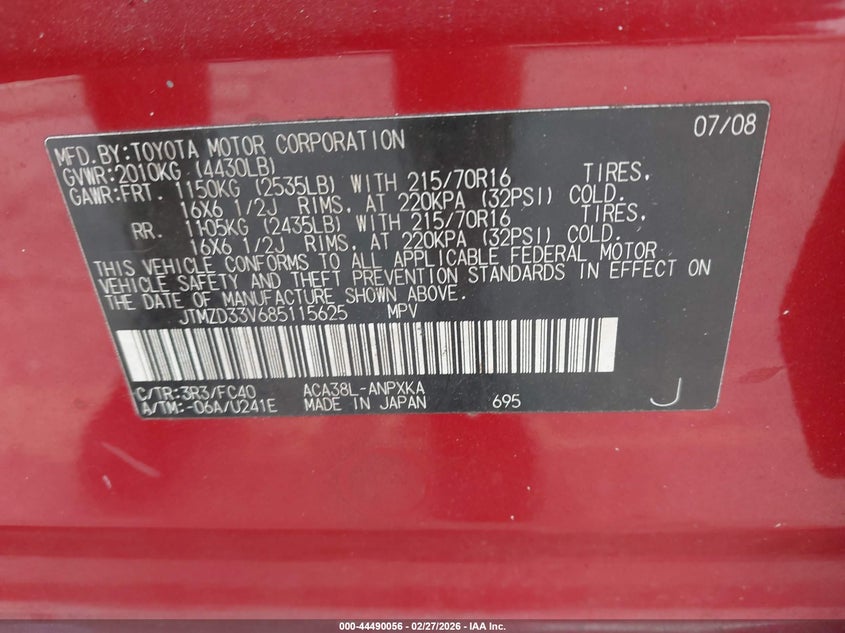 07/08
MFD.BY:TOYOTA MOTOR CORPORATION
GVWR:2010KG (4430LB)
GAWR:FRT. 1150KG (2535LB) WITH 215/70R16 TIRES,
16X6 1/2J RIMS, AT 220KPA (32PSI) COLD.
RR. 1105KG (2435LB) WITH 215/70R16 TIRES,
16X6 1/2J RIMS, AT 220KPA (32PSI) COLD.
THIS VEHICLE CONFORMS TO ALL APPLICABLE FEDERAL MOTOR
VEHICLE SAFETY AND THEFT PREVENTION STANDARDS IN EFFECT ON
THE DATE OF MANUFACTURE SHOWN ABOVE.
JTMZD33V685115625 MPV
C/TR:3R3/FC40 ACA38L-ANPXKA
A/TM:-06A/U241E MADE IN JAPAN 695 J
000-44490056 - 02/27/2026 - IAA Inc.